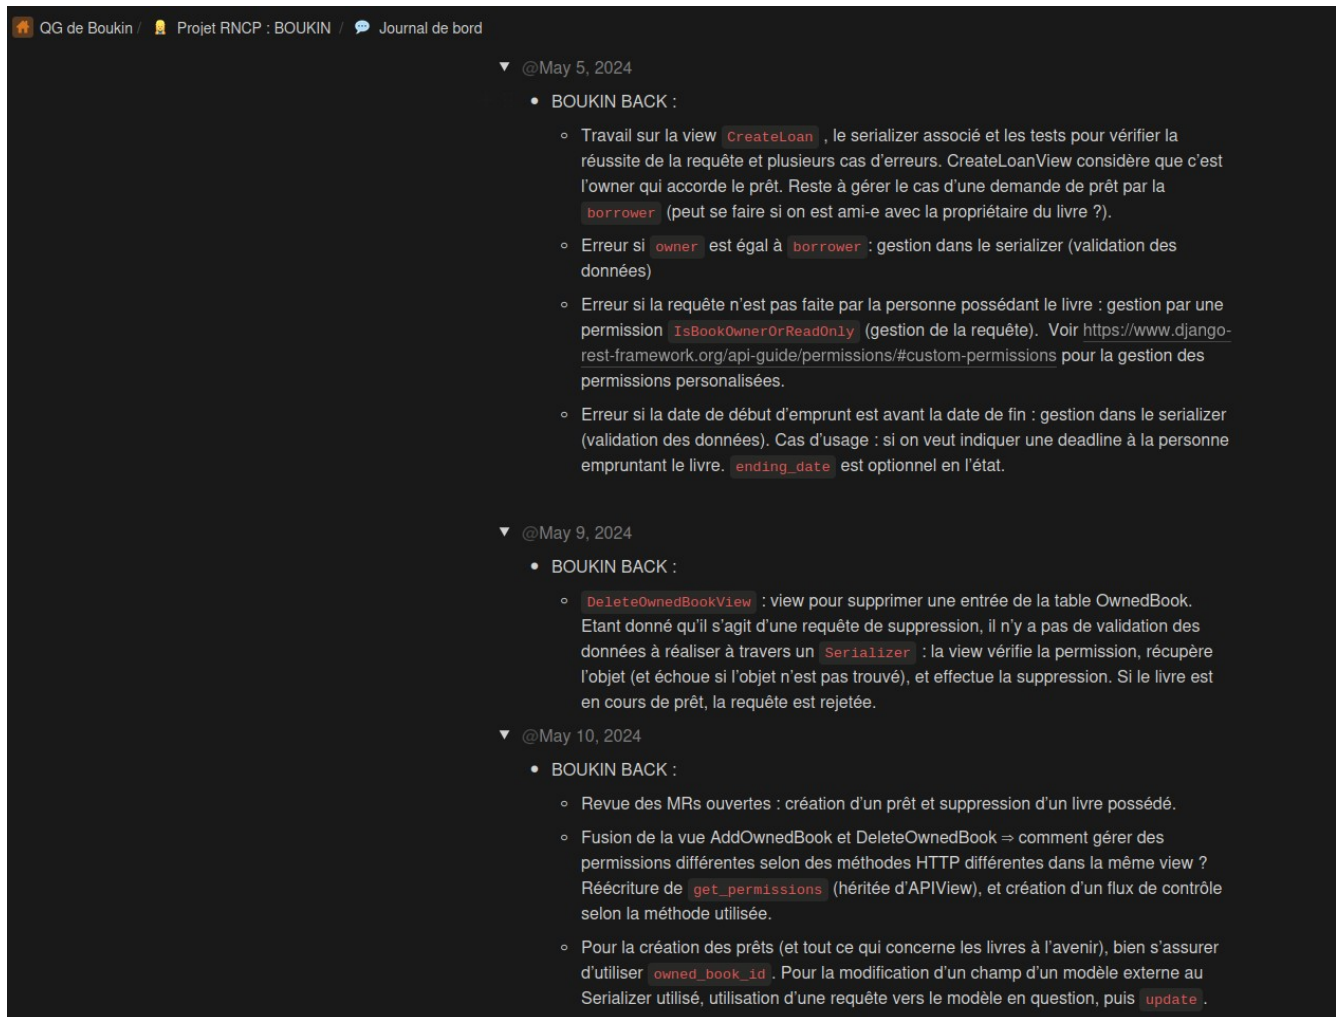 QG de Boukin / Projet RNCP : BOUKIN / Journal de bord
@May 5, 2024
BOUKIN BACK :
Travail sur la view CreateLoan , le serializer associé et les tests pour vérifier la
réussite de la requête et plusieurs cas d'erreurs. CreateLoanView considère que c'est
l'owner qui accorde le prêt. Reste à gérer le cas d'une demande de prêt par la
borrower (peut se faire si on est ami-e avec la propriétaire du livre ?).
Erreur si owner est égal à borrower : gestion dans le serializer (validation des
données)
Erreur si la requête n'est pas faite par la personne possédant le livre : gestion par une
permission IsBookOwnerOrReadOnly (gestion de la requête). Voir https://www.django-
rest-framework.org/api-guide/permissions/#custom-permissions pour la gestion des
permissions personalisées.
Erreur si la date de début d'emprunt est avant la date de fin : gestion dans le serializer
(validation des données). Cas d'usage : si on veut indiquer une deadline à la personne
empruntant le livre. ending_date est optionnel en l'état.
@May 9, 2024
BOUKIN BACK :
DeleteOwnedBookView : view pour supprimer une entrée de la table OwnedBook.
Etant donné qu'il s'agit d'une requête de suppression, il n'y a pas de validation des
données à réaliser à travers un Serializer : la view vérifie la permission, récupère
l'objet (et échoue si l'objet n'est pas trouvé), et effectue la suppression. Si le livre est
en cours de prêt, la requête est rejetée.
@May 10, 2024
BOUKIN BACK :
Revue des MRs ouvertes : création d'un prêt et suppression d'un livre possédé.
Fusion de la vue AddOwnedBook et DeleteOwnedBook ⇒ comment gérer des
permissions différentes selon des méthodes HTTP différentes dans la même view ?
Réécriture de get_permissions (héritée d'APIView), et création d'un flux de contrôle
selon la méthode utilisée.
Pour la création des prêts (et tout ce qui concerne les livres à l'avenir), bien s'assurer
d'utiliser owned_book_id . Pour la modification d'un champ d'un modèle externe au
Serializer utilisé, utilisation d'une requête vers le modèle en question, puis update .